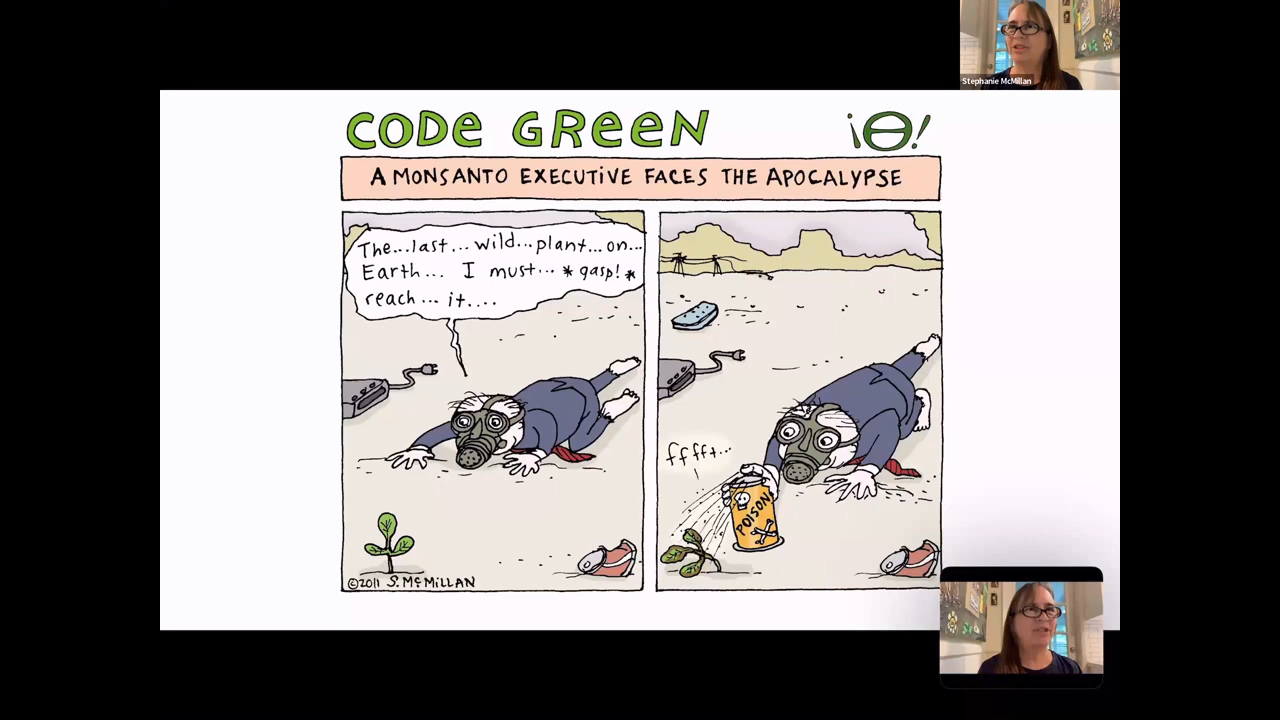 Stephanie McMillan
CODE GREEN
A MONSANTO EXECUTIVE FACES THE APOCALYPSE
The...last... wild...plant...on...
Earth... I must... *gasp!*
reach... it....
©2011 S. McMILLAN
fffft...
POISON